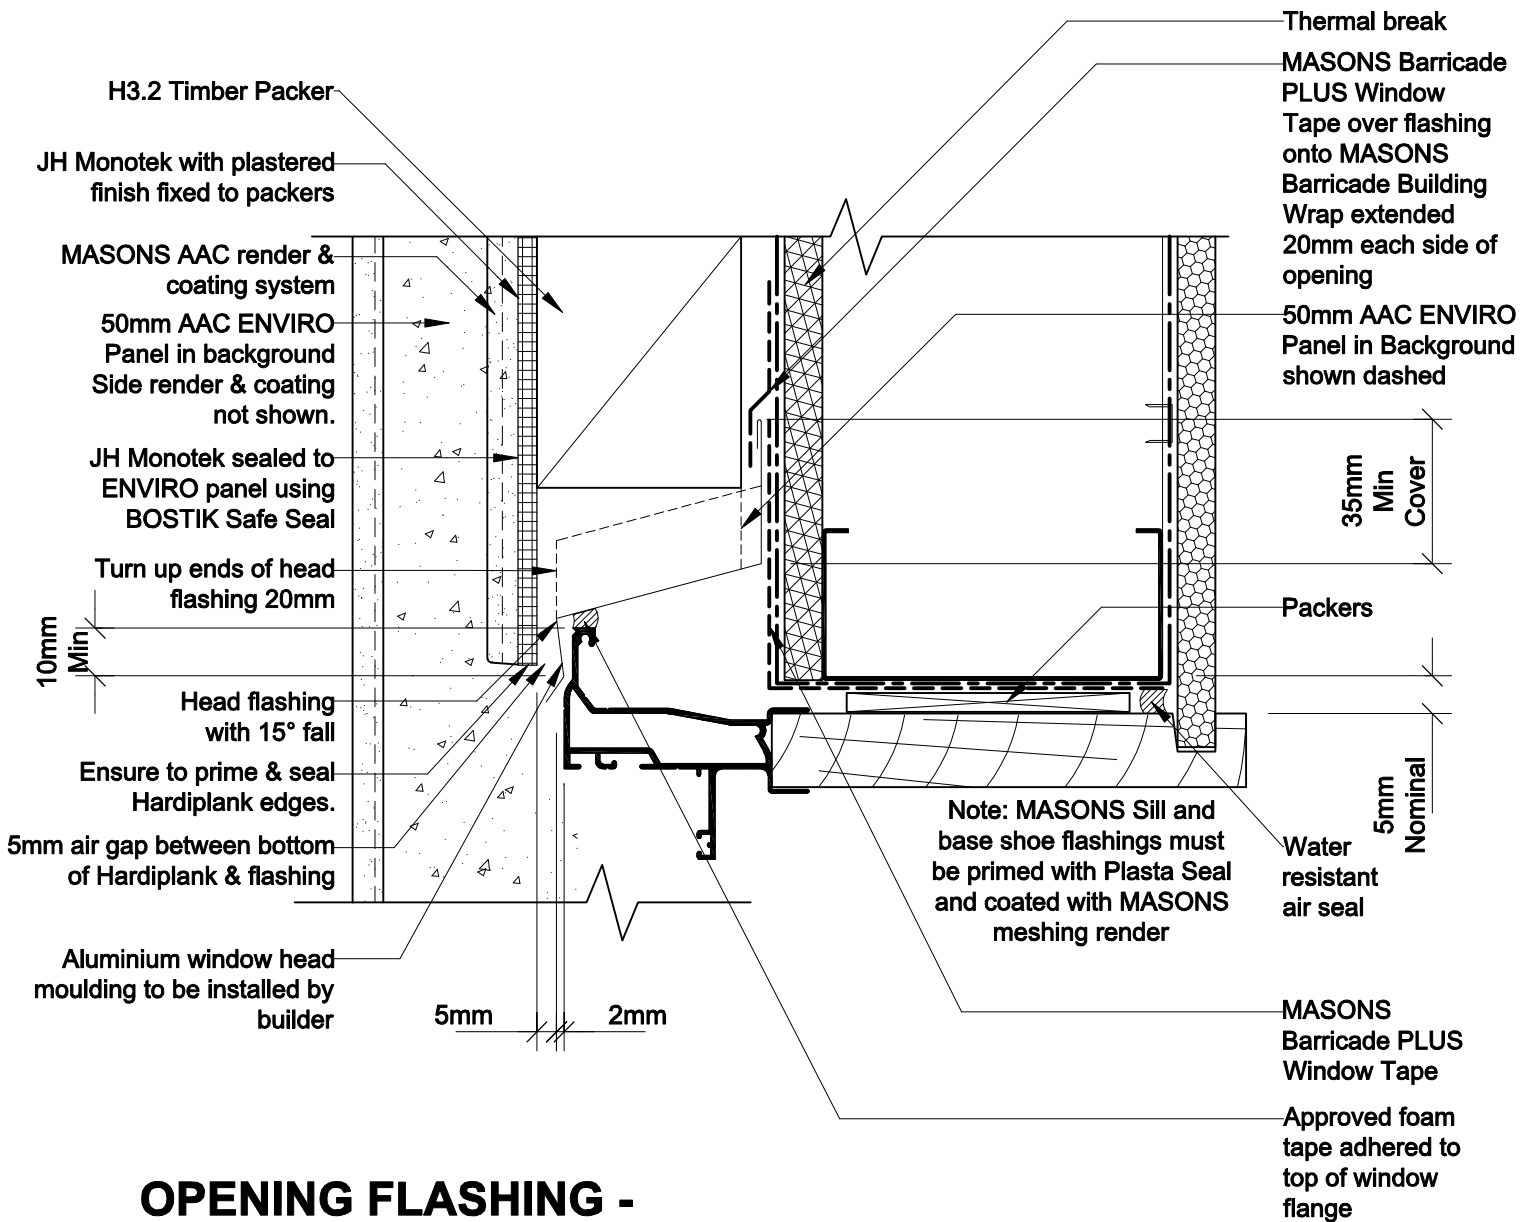 H3.2 Timber Packer
JH Monotek with plastered
finish fixed to packers
MASONS AAC render &
coating system
50mm AAC ENVIRO
Panel in background
Side render & coating
not shown.
JH Monotek sealed to
ENVIRO panel using
BOSTIK Safe Seal
Turn up ends of head
flashing 20mm
10mm
Min
Head flashing
with 15° fall
Ensure to prime & seal
Hardiplank edges.
5mm air gap between bottom
of Hardiplank & flashing
Aluminium window head
moulding to be installed by
builder
5mm
2mm
Thermal break
MASONS Barricade
PLUS Window
Tape over flashing
onto MASONS
Barricade Building
Wrap extended
20mm each side of
opening
50mm AAC ENVIRO
Panel in Background
shown dashed
35mm
Min
Cover
Packers
5mm
Nominal
Note: MASONS Sill and
base shoe flashings must
be primed with Plasta Seal
and coated with MASONS
meshing render
Water
resistant
air seal
MASONS
Barricade PLUS
Window Tape
Approved foam
tape adhered to
top of window
flange
OPENING FLASHING -